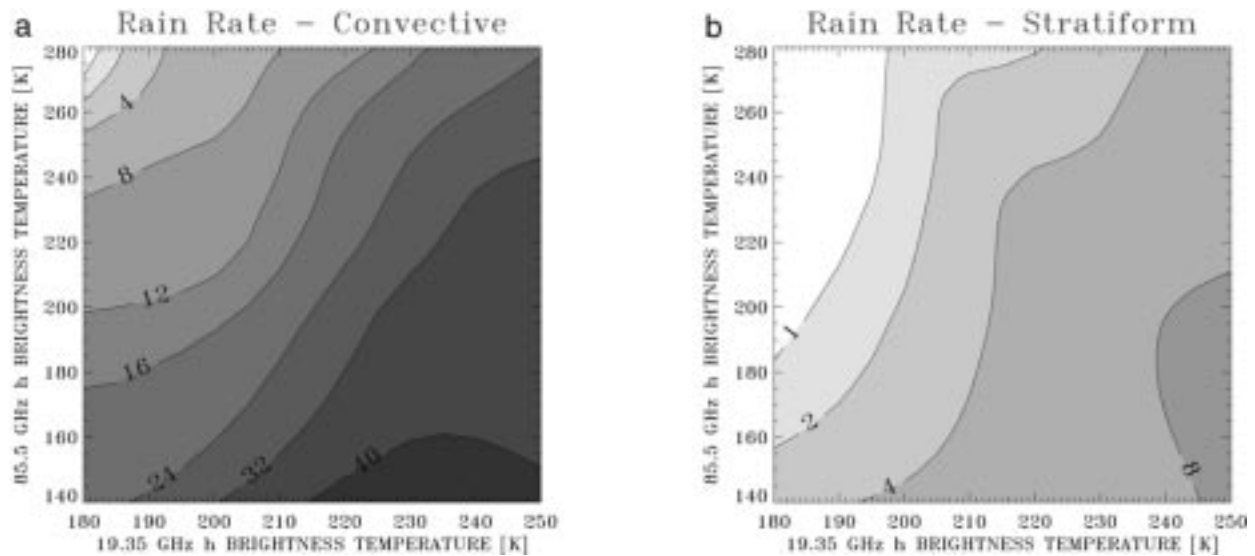 a
Rain Rate – Convective
85.5 GHz h BRIGHTNESS TEMPERATURE [K]
280
260
240
220
200
180
160
140
4
8
12
16
24
32
40
180 190 200 210 220 230 240 250
19.35 GHz h BRIGHTNESS TEMPERATURE [K]
b
Rain Rate – Stratiform
85.5 GHz h BRIGHTNESS TEMPERATURE [K]
280
260
240
220
200
180
160
140
1
2
4
8
180 190 200 210 220 230 240 250
19.35 GHz h BRIGHTNESS TEMPERATURE [K]